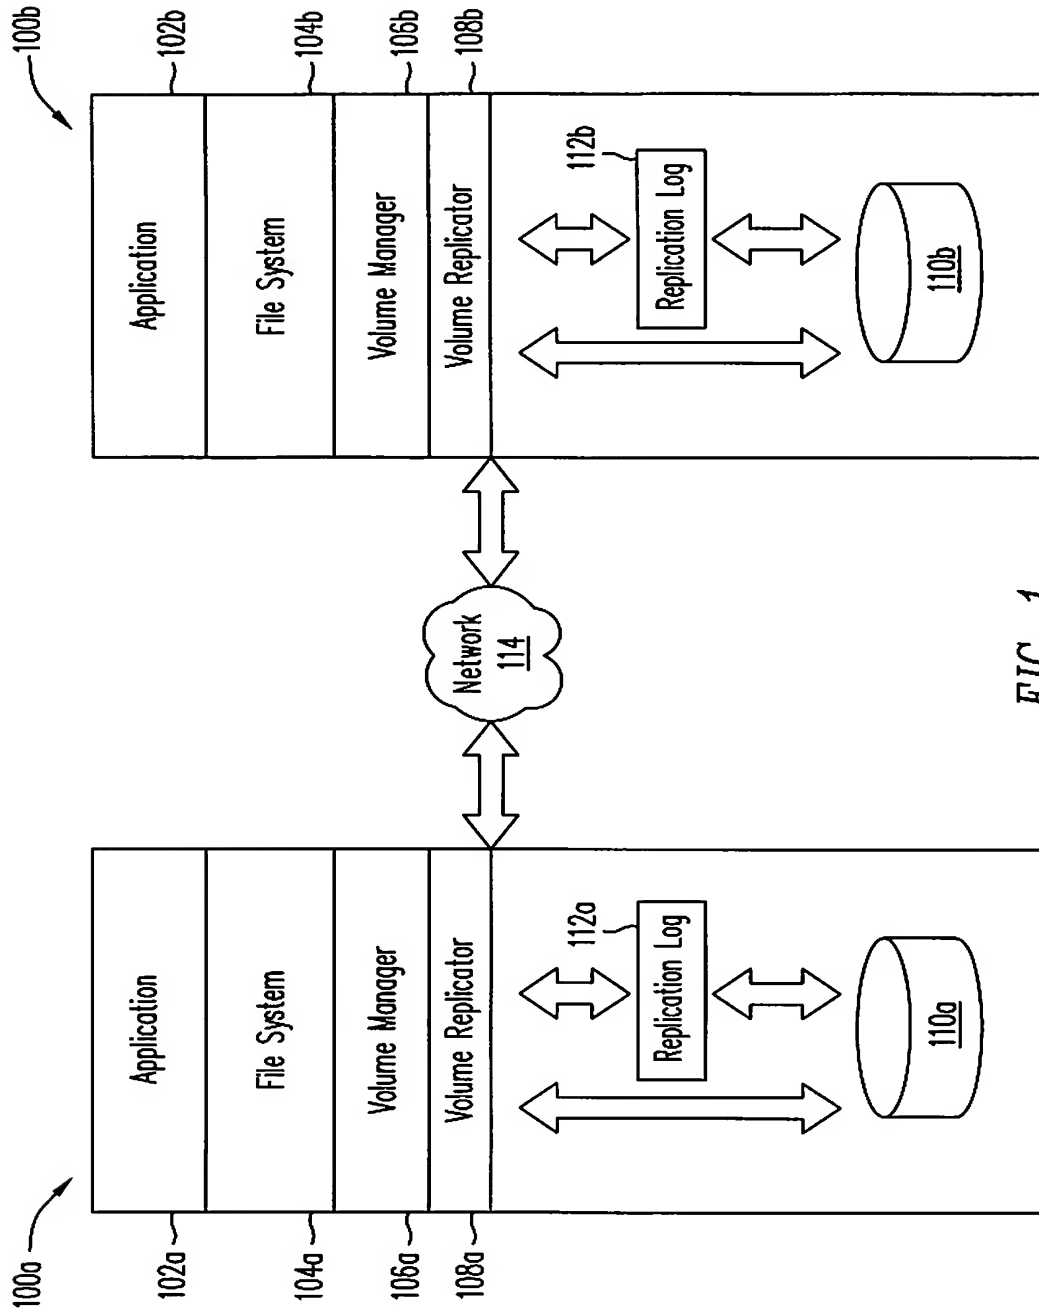 100a
100b
102a
Application
Application
102b
104a
File System
File System
104b
106a
Volume Manager
Volume Manager
106b
108a
Volume Replicator
Volume Replicator
108b
Network
114
112a
Replication Log
112b
Replication Log
110a
110b
FIG. 1